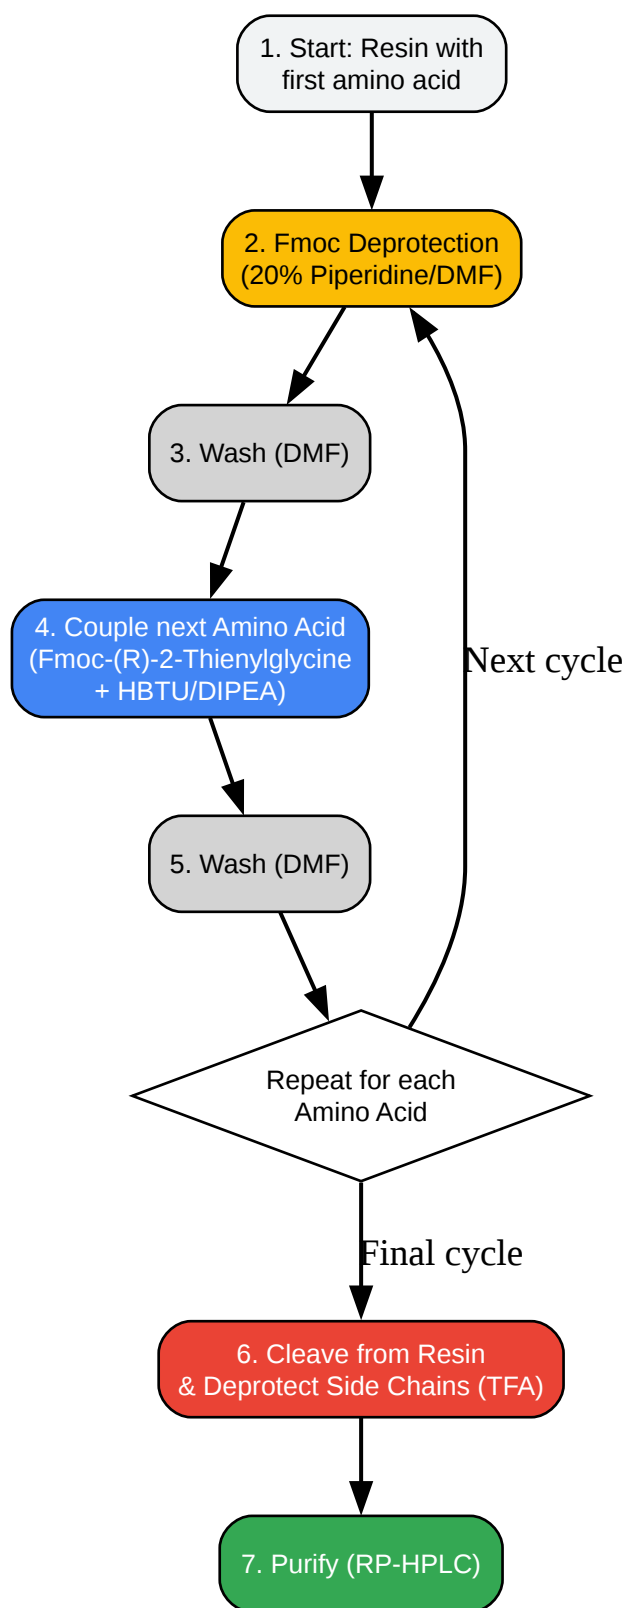 1. Start: Resin with
first amino acid
2. Fmoc Deprotection
(20% Piperidine/DMF)
3. Wash (DMF)
4. Couple next Amino Acid
(Fmoc-(R)-2-Thienylglycine
+ HBTU/DIPEA)
Next cycle
5. Wash (DMF)
Repeat for each
Amino Acid
Final cycle
6. Cleave from Resin
& Deprotect Side Chains (TFA)
7. Purify (RP-HPLC)